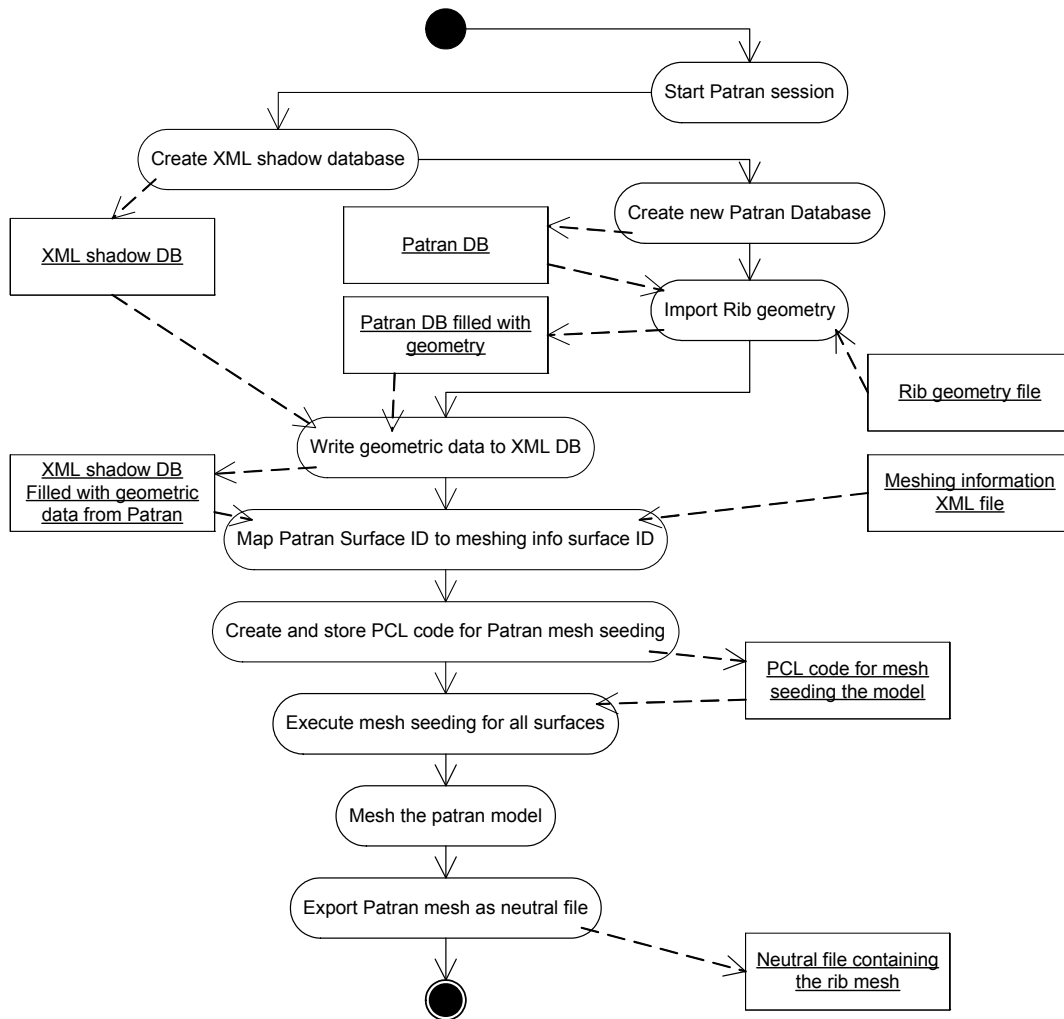 Start Patran session
Create XML shadow database
Create new Patran Database
XML shadow DB
Patran DB
Import Rib geometry
Patran DB filled with
geometry
Rib geometry file
Write geometric data to XML DB
XML shadow DB
Filled with geometric
data from Patran
Meshing information
XML file
Map Patran Surface ID to meshing info surface ID
Create and store PCL code for Patran mesh seeding
PCL code for mesh
seeding the model
Execute mesh seeding for all surfaces
Mesh the patran model
Export Patran mesh as neutral file
Neutral file containing
the rib mesh